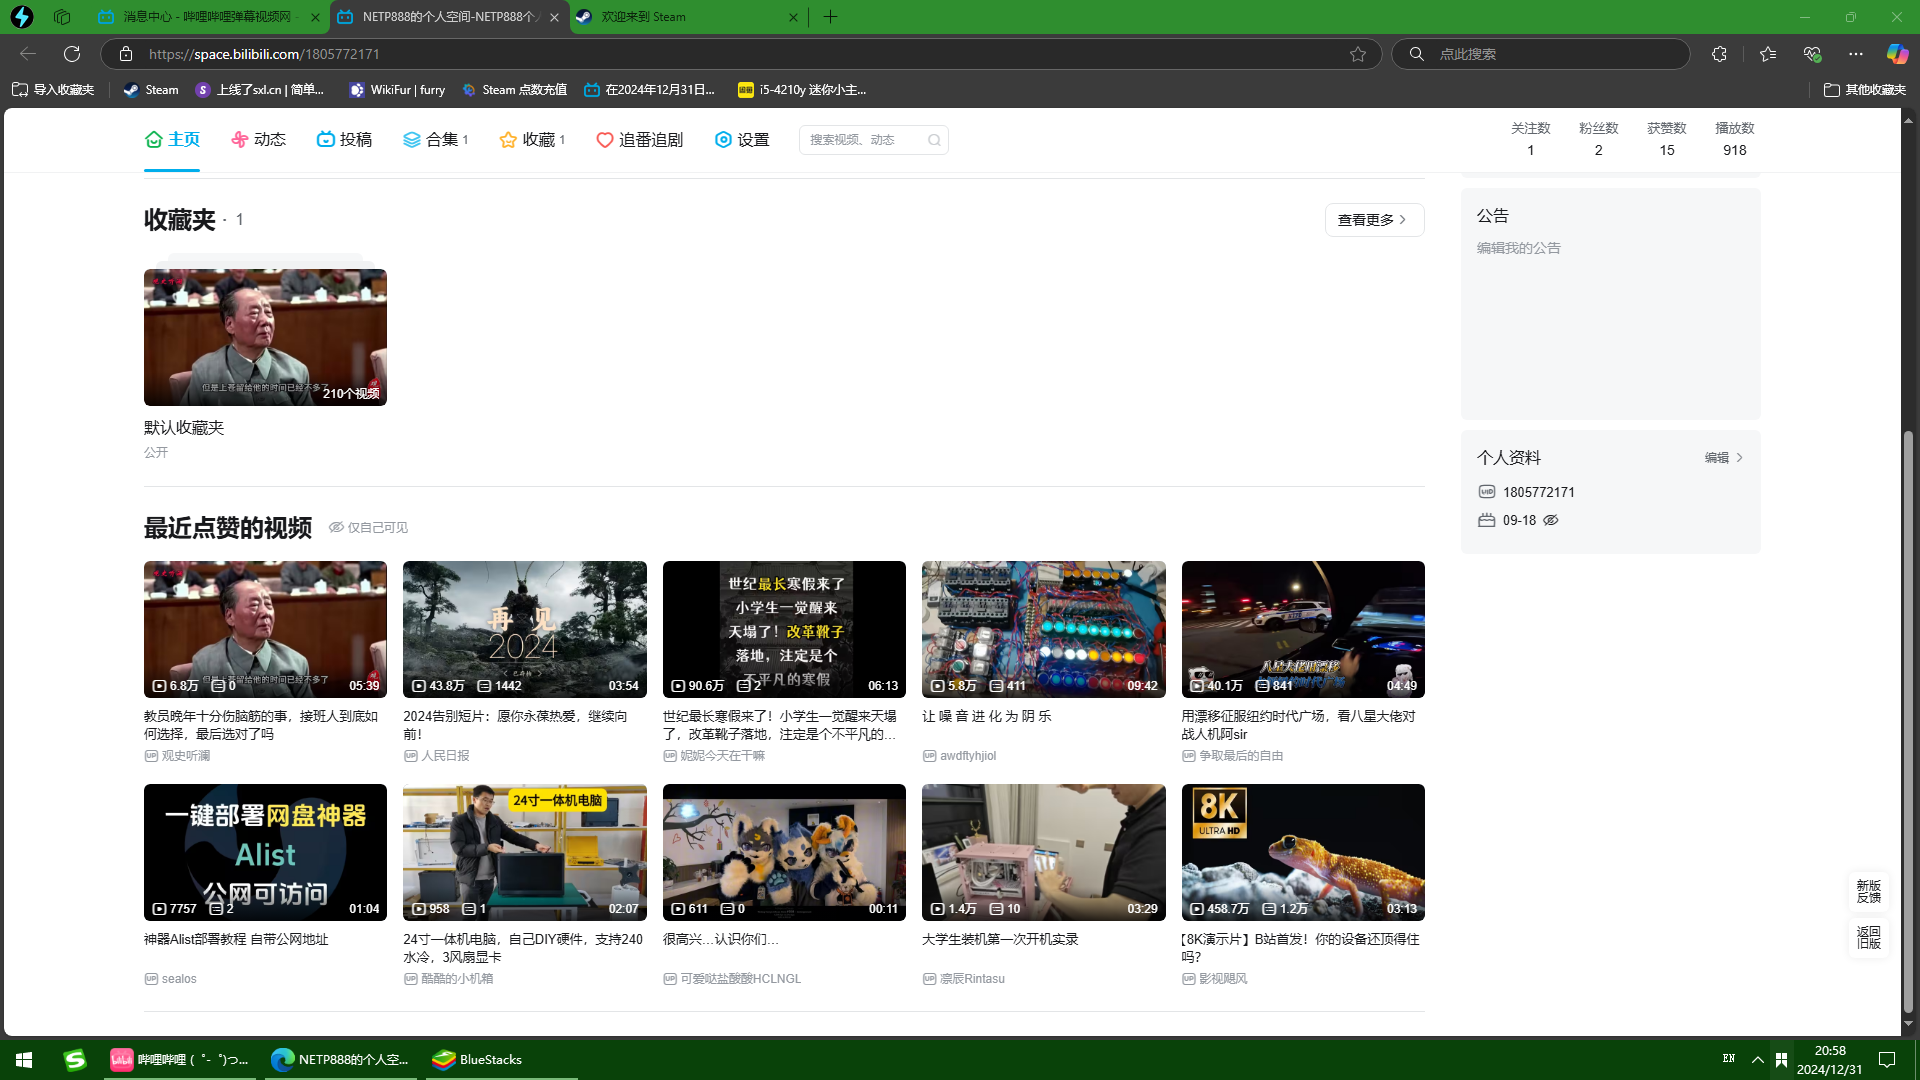 消息中心 - 哔哩哔哩弹幕视频网 -
NETP888的个人空间-NETP888个人
欢迎来到 Steam
https://space.bilibili.com/1805772171
点此搜索
导入收藏夹
Steam
上线了sxl.cn | 简单...
WikiFur | furry
Steam 点数充值
在2024年12月31日...
i5-4210y 迷你小主...
其他收藏夹
主页
动态
投稿
合集 1
收藏 1
追番追剧
设置
搜索视频、动态
关注数
1
粉丝数
2
获赞数
15
播放数
918
收藏夹 · 1
查看更多
但是上苍留给他的时间已经不多了
210个视频
默认收藏夹
公开
公告
编辑我的公告
个人资料
编辑
UID
1805772171
09-18
最近点赞的视频
仅自己可见
6.8万 0 05:39
教员晚年十分伤脑筋的事，接班人到底如
何选择，最后选对了吗
UP 观史听澜
再见
2024
43.8万 1442 03:54
2024告别短片：愿你永葆热爱，继续向
前！
UP 人民日报
世纪最长寒假来了
小学生一觉醒来
天塌了！改革靴子
落地，注定是个
不平凡的寒假
90.6万 2 06:13
世纪最长寒假来了！小学生一觉醒来天塌
了，改革靴子落地，注定是个不平凡的...
UP 妮妮今天在干嘛
5.8万 411 09:42
让 噪 音 进 化 为 阴 乐
UP awdftyhjiol
40.1万 841 04:49
用漂移征服纽约时代广场，看八星大佬对
战人机阿sir
UP 争取最后的自由
一键部署网盘神器
Alist
公网可访问
7757 2 01:04
神器Alist部署教程 自带公网地址
UP sealos
24寸一体机电脑
958 1 02:07
24寸一体机电脑，自己DIY硬件，支持240
水冷，3风扇显卡
UP 酷酷的小机箱
611 0 00:11
很高兴...认识你们...
UP 可爱哒盐酸酸HCLNGL
1.4万 10 03:29
大学生装机第一次开机实录
UP 凛辰Rintasu
8K
ULTRA HD
458.7万 1.2万 03:13
【8K演示片】B站首发！你的设备还顶得住
吗？
UP 影视飓风
新版
反馈
返回
旧版
哔哩哔哩 (゜-゜)つ...
NETP888的个人空...
BlueStacks
EN
20:58
2024/12/31